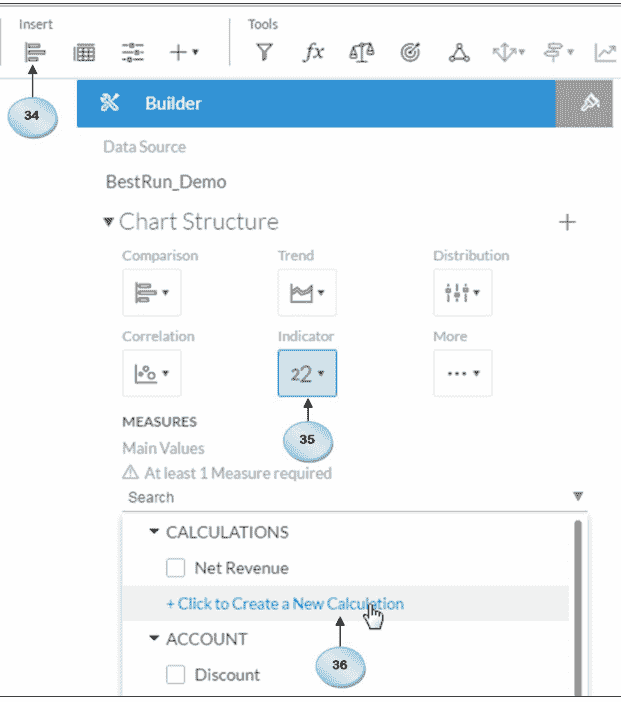 Insert Tools
fx
34
Builder
Data Source
BestRun_Demo
Chart Structure
Comparison Trend Distribution
Correlation Indicator More
22
35
MEASURES
Main Values
At least 1 Measure required
Search
CALCULATIONS
Net Revenue
+ Click to Create a New Calculation
ACCOUNT
36
Discount